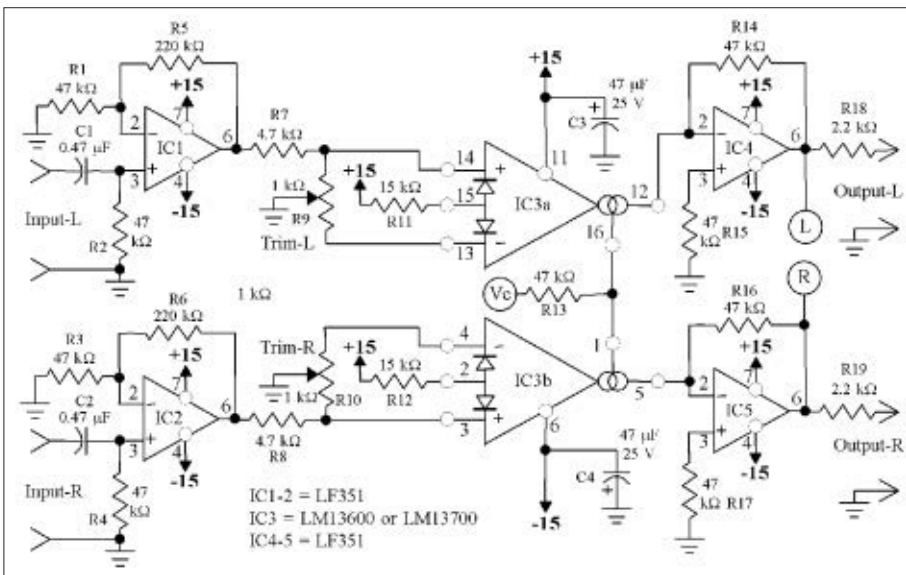 R5
220 kΩ
R1
47 kΩ
+15
7
2
−
C1
0.47 µF
IC1
6
+
3
4
-15
Input-L
47
kΩ
R2
R7
4.7 kΩ
1 kΩ
R9
Trim-L
+15
15 kΩ
R11
14
+
15
13
−
IC3a
+15
11
47 µF
25 V
+
C3
12
16
R14
47 kΩ
+15
7
2
−
IC4
6
+
3
4
-15
47
kΩ
R15
R18
2.2 kΩ
Output-L
L
Vc
47 kΩ
R13
1 kΩ
R6
220 kΩ
R3
47 kΩ
+15
7
2
−
C2
0.47 µF
IC2
6
+
3
4
-15
Input-R
47
kΩ
R4
4.7 kΩ
R8
Trim-R
1 kΩ
R10
+15
15 kΩ
R12
4
−
2
3
+
IC3b
1
5
6
-15
47 µF
25 V
C4
+
R
R16
47 kΩ
+15
7
2
−
IC5
6
+
3
4
-15
47
kΩ
R17
R19
2.2 kΩ
Output-R
IC1-2 = LF351
IC3 = LM13600 or LM13700
IC4-5 = LF351